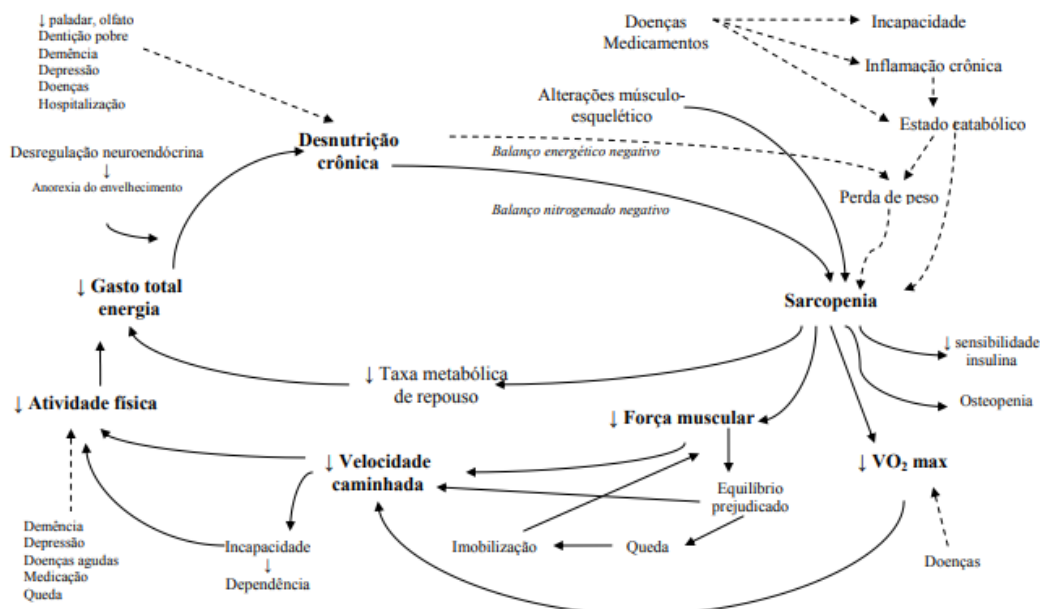 ↓ paladar, olfato
Dentição pobre
Demência
Depressão
Doenças
Hospitalização
Doenças
Medicamentos
Incapacidade
Inflamação crônica
Estado catabólico
Perda de peso
Alterações músculo-
esquelético
Desnutrição
crônica
Balanço energético negativo
Balanço nitrogenado negativo
Desregulação neuroendócrina
↓
Anorexia do envelhecimento
↓ Gasto total
energia
Sarcopenia
↓ sensibilidade
insulina
Osteopenia
↓ Taxa metabólica
de repouso
↓ Atividade física
↓ Força muscular
↓ VO₂ max
↓ Velocidade
caminhada
Equilíbrio
prejudicado
Demência
Depressão
Doenças agudas
Medicação
Queda
Incapacidade
↓
Dependência
Imobilização
Queda
Doenças